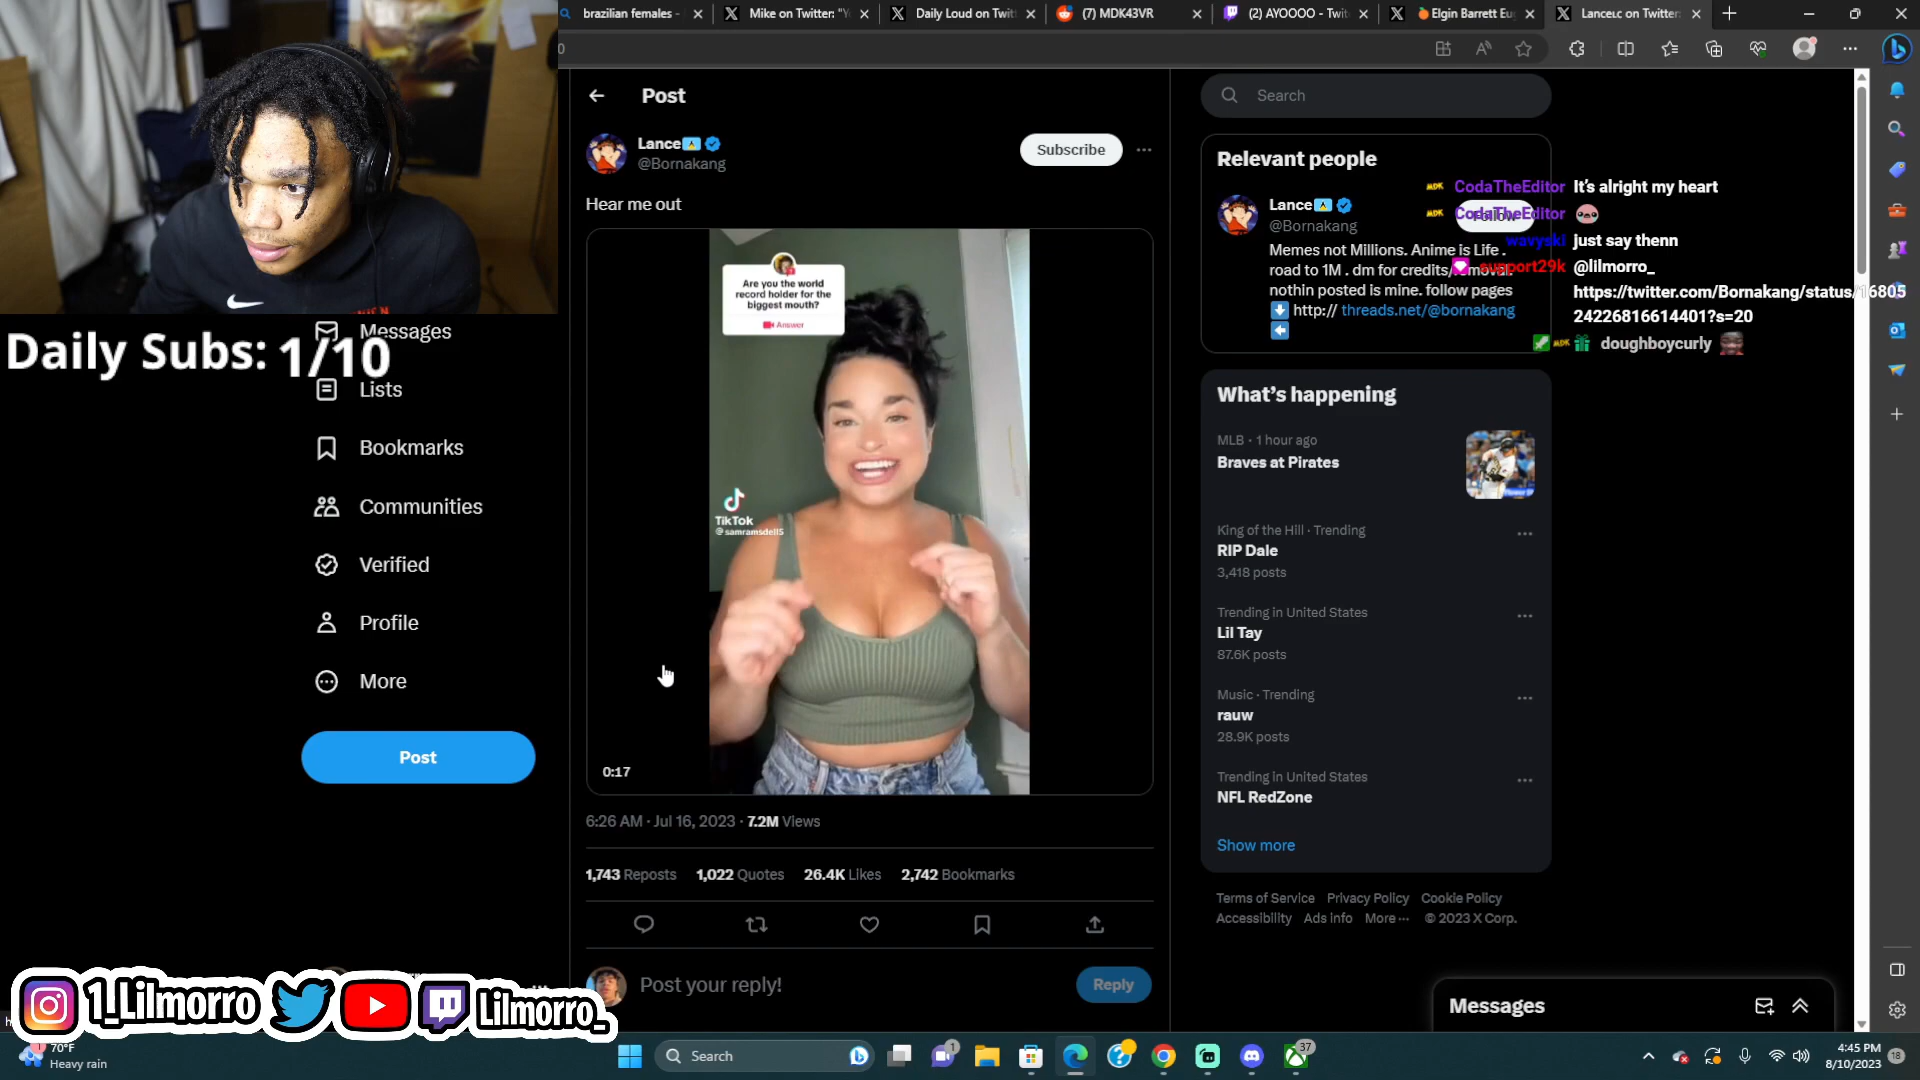 brazilian females -
Mike on Twitter: "Y
Daily Loud on Twitt
(7) MDK43VR
(2) AYOOOO - Twit
Elgin Barrett Eug
on Twitter:
Post
Search
Lance
@Bornakang
Subscribe
Hear me out
Are you the world
record holder for the
biggest mouth?
Answer
TikTok
@samramsdell5
0:17
6:26 AM · Jul 16, 2023 · 7.2M Views
1,743 Reposts 1,022 Quotes 26.4K Likes 2,742 Bookmarks
Post your reply!
Reply
Daily Subs: 1/10
Messages
Lists
Bookmarks
Communities
Verified
Profile
More
Post
Relevant people
Lance
@Bornakang
Memes not Millions. Anime is Life .
road to 1M . dm for credits/removal.
nothin posted is mine. follow pages
http:// threads.net/@bornakang
CodaTheEditor It's alright my heart
CodaTheEditor
wavyski just say thenn
support29k @lilmorro_
https://twitter.com/Bornakang/status/16805
24226816614401?s=20
doughboycurly
What's happening
MLB · 1 hour ago
Braves at Pirates
King of the Hill · Trending
RIP Dale
3,418 posts
Trending in United States
Lil Tay
87.6K posts
Music · Trending
rauw
28.9K posts
Trending in United States
NFL RedZone
Show more
Terms of Service Privacy Policy Cookie Policy
Accessibility Ads info More ··· © 2023 X Corp.
Messages
1_Lilmorro
Lilmorro_
70°F
Heavy rain
Search
1
37
4:45 PM
8/10/2023
18